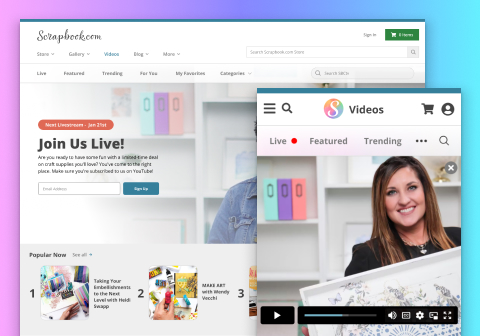 Scrapbook.com
Sign In
0 items
Store
Gallery
Videos
Blog
More
Search Scrapbook.com Store
Live
Featured
Trending
For You
My Favorites
Categories
Search SBCN
Next Livestream - Jan 21st
Join Us Live!
Are you ready to have some fun with a limited-time deal
on craft supplies you'll love? You've come to the right
place. Make sure you're subscribed to us on YouTube!
Email Address
Sign Up
Popular Now
See all
1
Taking Your
Embellishments
to the Next
Level with Heidi
Swapp
2
MAKE ART
with Wendy
Vecchi
3
S
Videos
Live
Featured
Trending